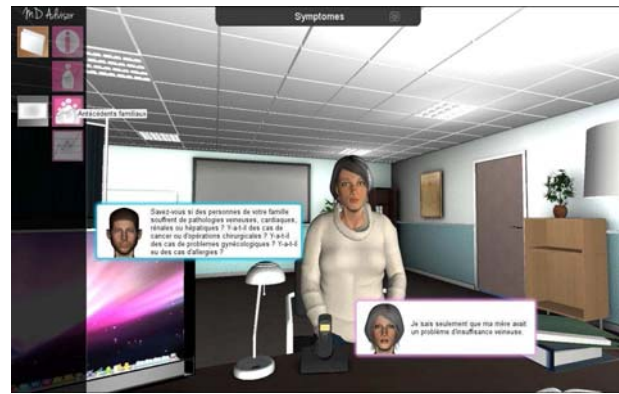 MD Advisor
Symptomes
Antécédents familiaux
Savez-vous si des personnes de votre famille
souffrent de pathologies veineuses, cardiaques,
rénales ou hépatiques ? Y-a-t-il des cas de
cancer ou d'opérations chirurgicales ? Y-a-t-il
des cas de problèmes gynécologiques ? Y-a-t-il
eu des cas d'allergies ?
Je sais seulement que ma mère avait
un problème d'insuffisance veineuse.